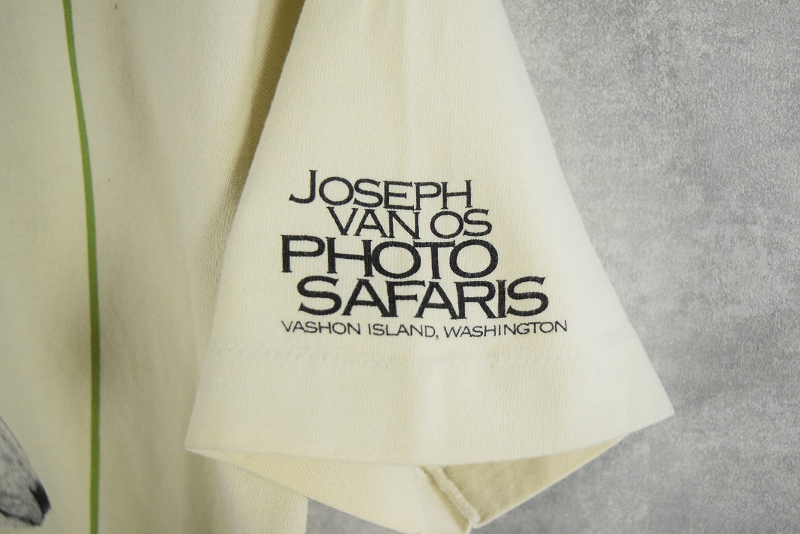 JOSEPH
VAN OS
PHOTO
SAFARIS
VASHON ISLAND, WASHINGTON